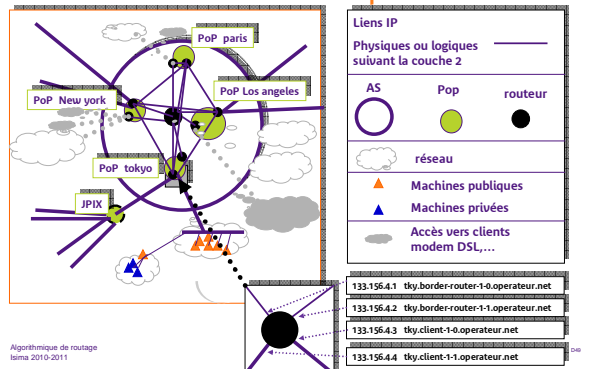 PoP paris
PoP Los angeles
PoP New york
PoP tokyo
JPIX
Liens IP
Physiques ou logiques
suivant la couche 2
AS
Pop
routeur
réseau
Machines publiques
Machines privées
Accès vers clients
modem DSL,...
133.156.4.1 tky.border-router-1-0.operateur.net
133.156.4.2 tky.border-router-1-1.operateur.net
133.156.4.3 tky.client-1-0.operateur.net
133.156.4.4 tky.client-1-1.operateur.net
Algorithmique de routage
Isima 2010-2011